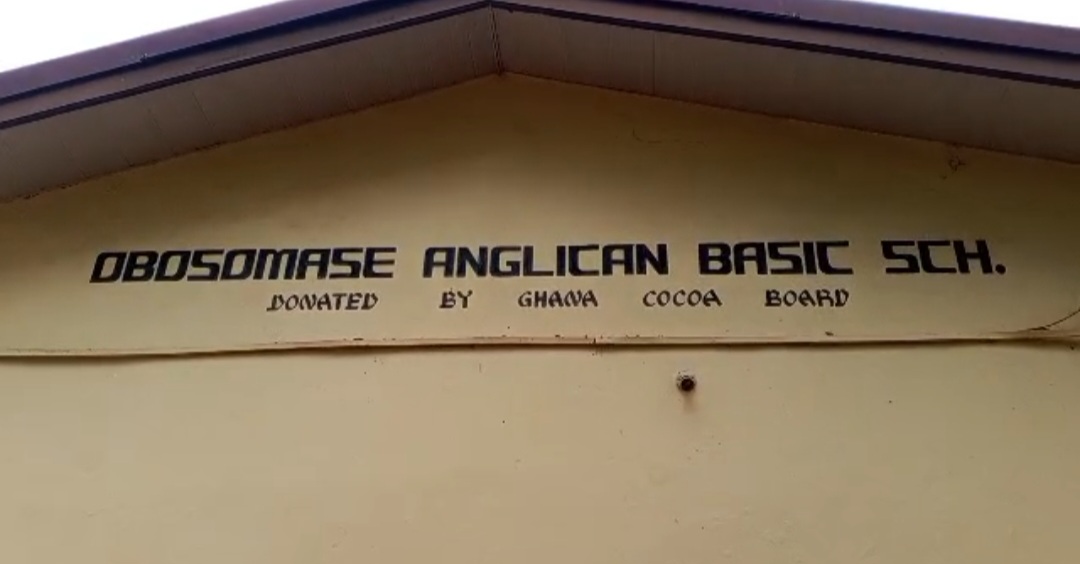 OBOSOMASE ANGLICAN BASIC SCH.
DONATED BY GHANA COCOA BOARD